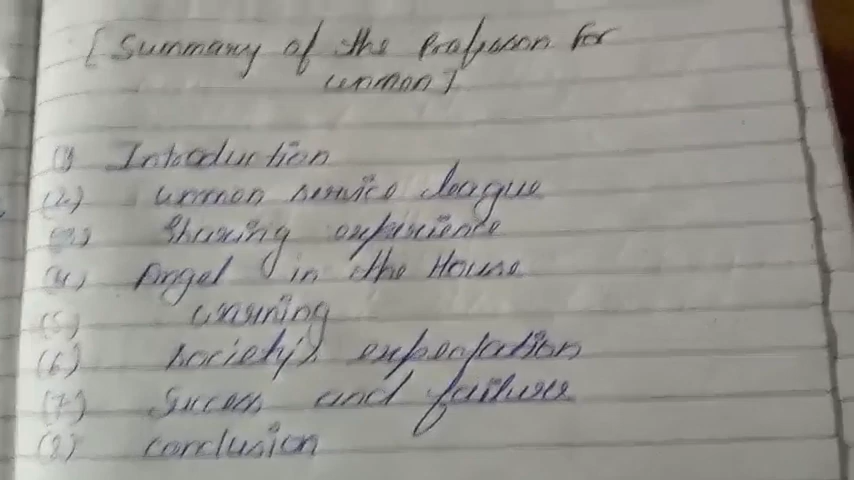 [Summary of the Profession for
women]
(1) Introduction
(2) women service league
(3) Sharing experience
(4) Angel in the House
(5) warning
(6) society's expectation
(7) Success and failure
(8) conclusion